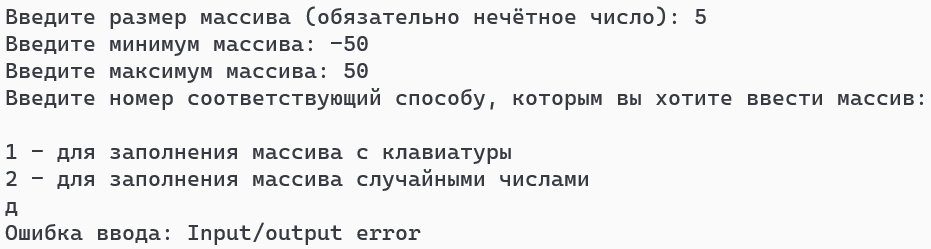 Введите размер массива (обязательно нечётное число): 5
Введите минимум массива: -50
Введите максимум массива: 50
Введите номер соответствующий способу, которым вы хотите ввести массив:
1 - для заполнения массива с клавиатуры
2 - для заполнения массива случайными числами
д
Ошибка ввода: Input/output error